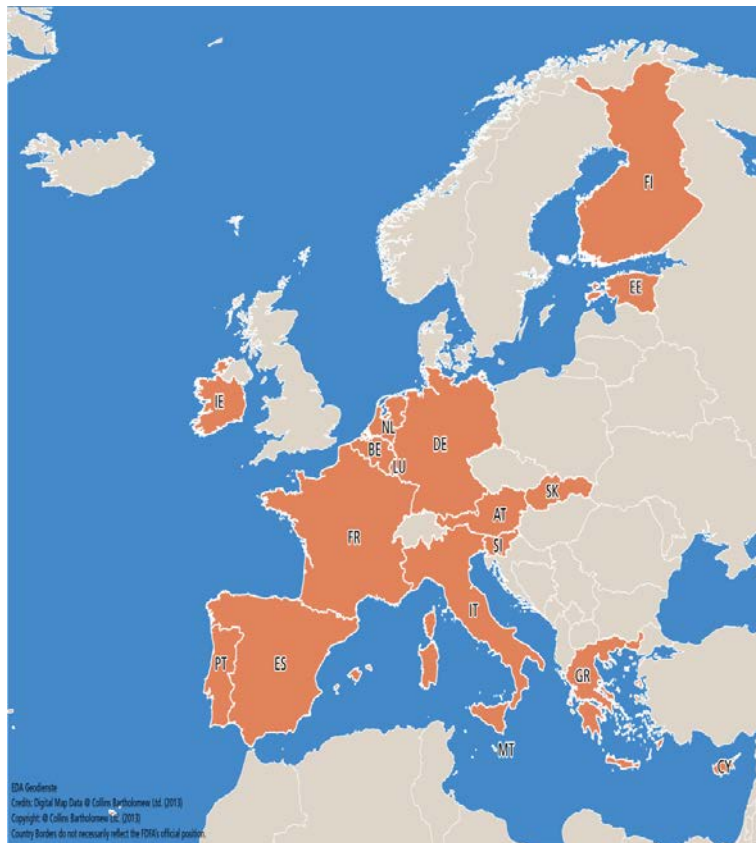 FI
EE
IE
NL
DE
BE
LU
SK
AT
FR
SI
IT
PT
ES
GR
MT
CY
EDA Geodienste
Credits: Digital Map Data @ Collins Bartholomew Ltd. (2013)
Copyright: @ Collins Bartholomew Ltd. (2013)
Country Borders do not necessarily reflect the FDFA's official position.